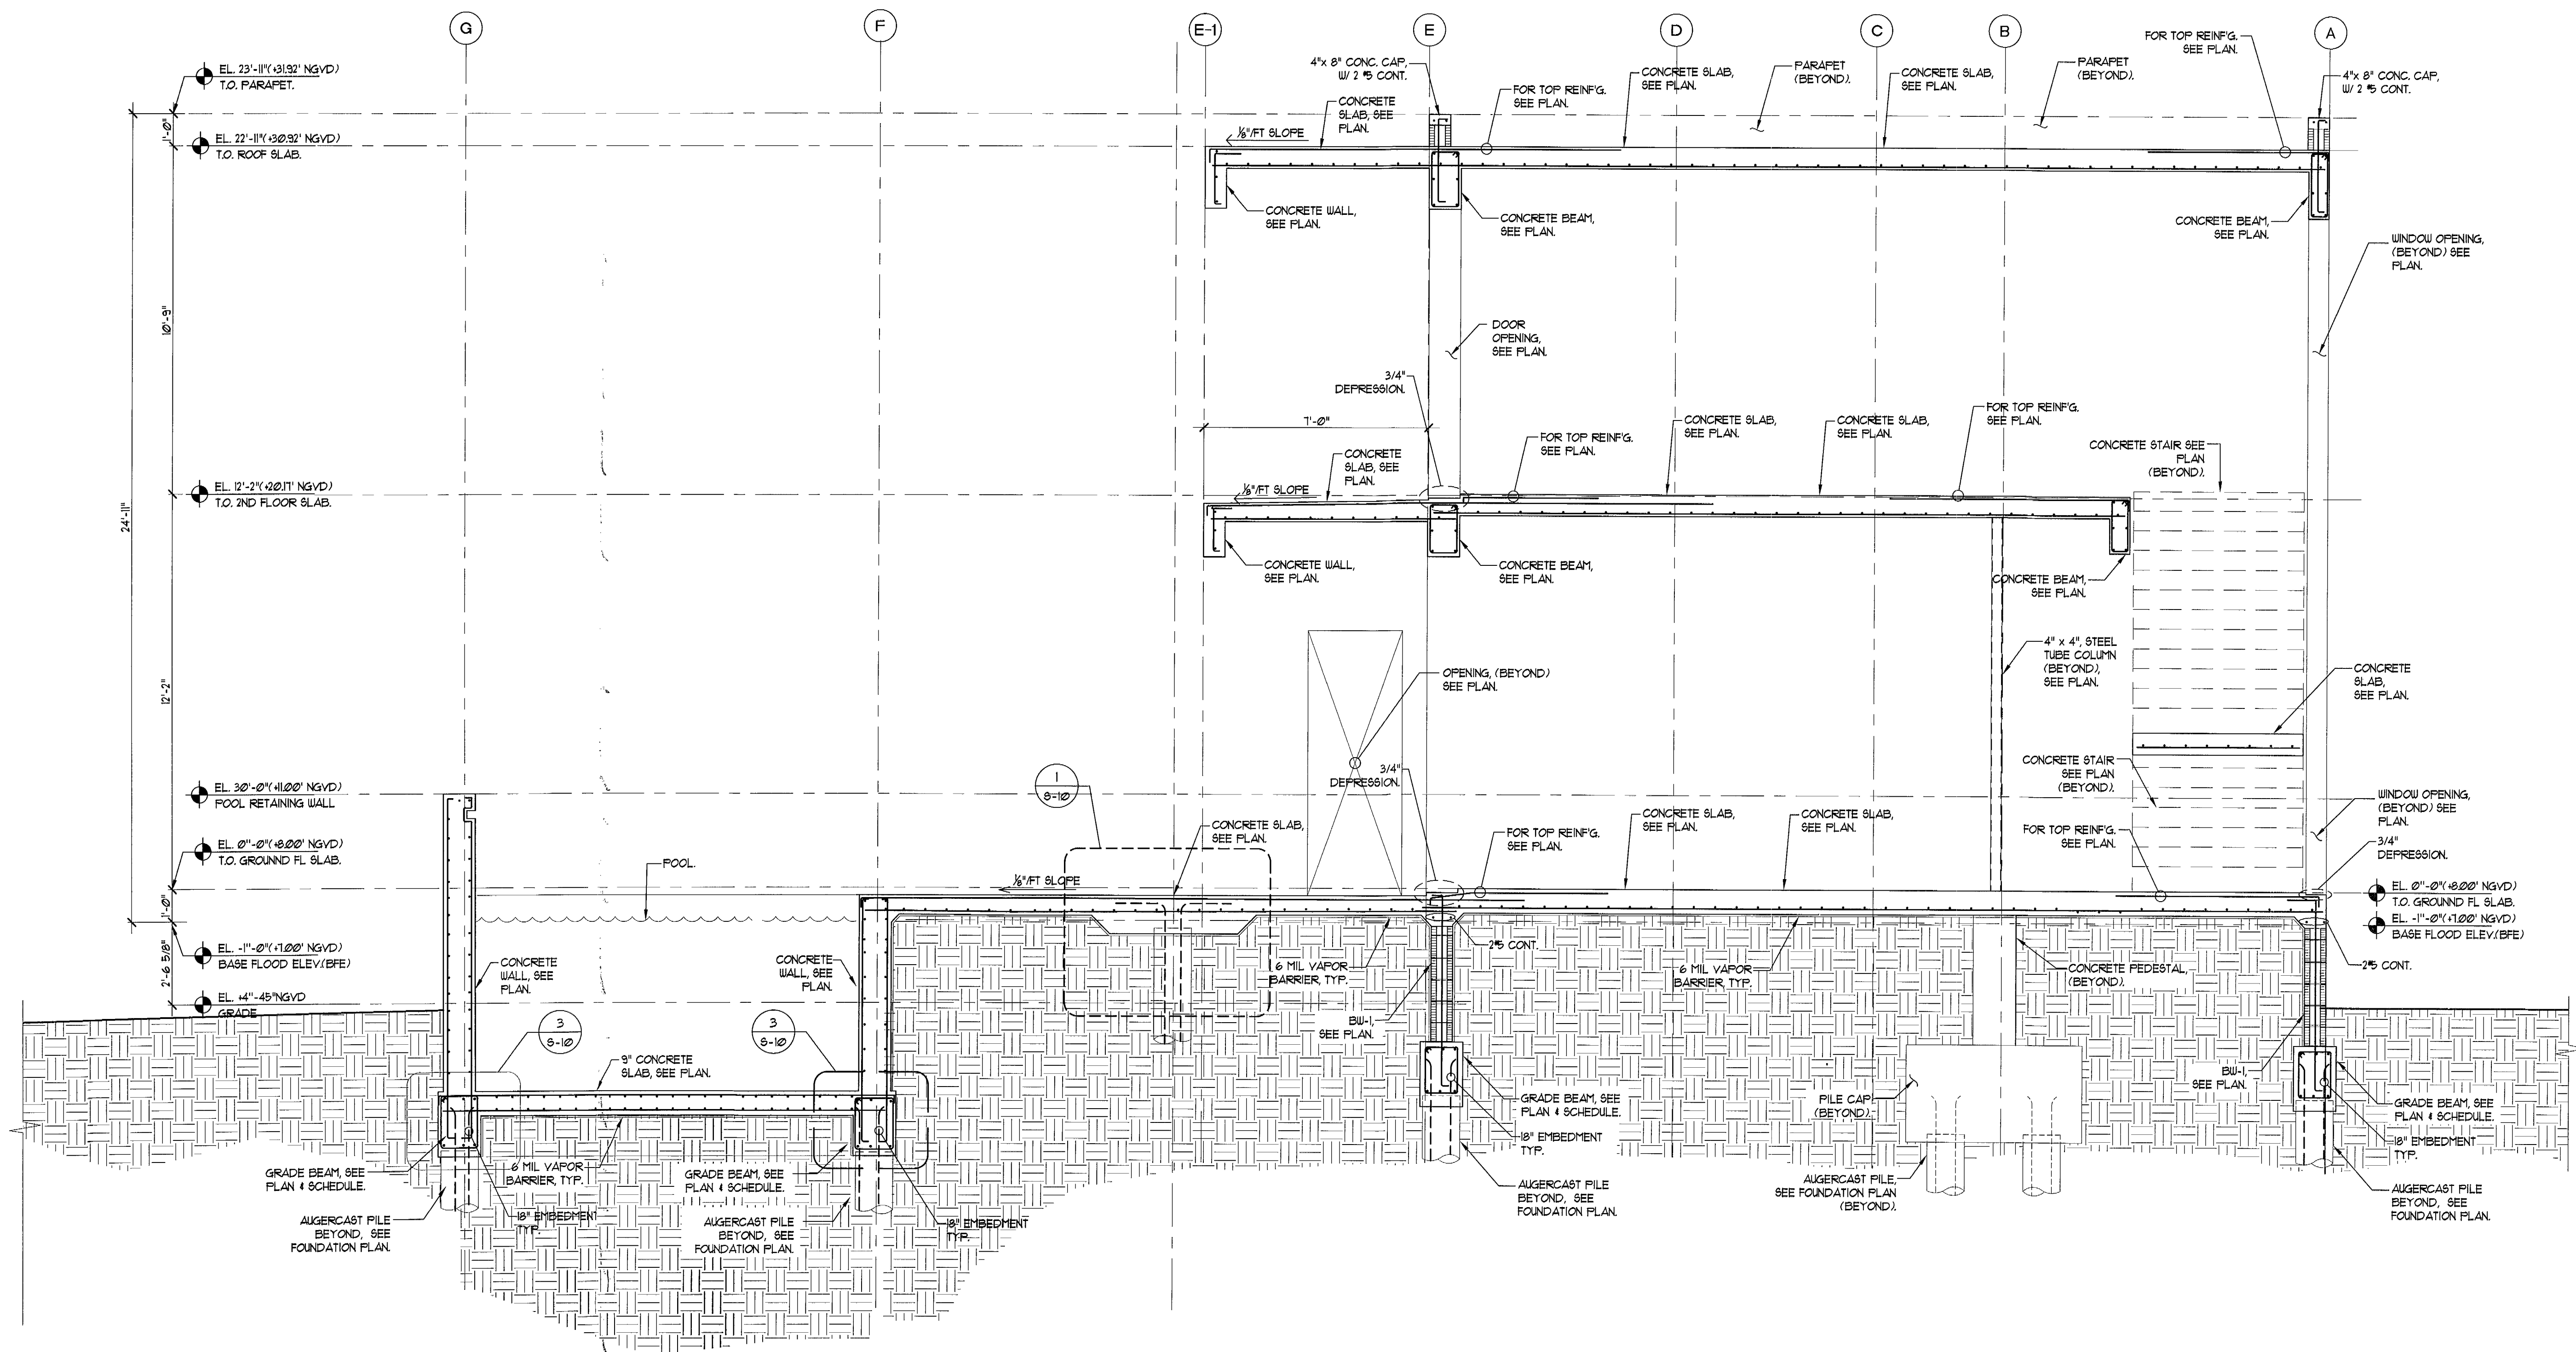 G
F
E-1
E
D
C
B
A
EL. 23'-11"(+31.92' NGVD)
T.O. PARAPET.
EL. 22'-11"(+30.92' NGVD)
T.O. ROOF SLAB.
1'-0"
10'-9"
24'-11"
EL. 12'-2"(+20.17' NGVD)
T.O. 2ND FLOOR SLAB.
12'-2"
EL. 30'-0"(+11.00' NGVD)
POOL RETAINING WALL
EL. 0"-0"(+8.00' NGVD)
T.O. GROUNND FL SLAB.
1'-0"
EL. -1"-0"(+7.00' NGVD)
BASE FLOOD ELEV.(BFE)
2'-6 5/8"
EL. +4"-45"NGVD
GRADE
4"x 8" CONC. CAP,
W/ 2 #5 CONT.
CONCRETE
SLAB, SEE
PLAN.
1/8"/FT SLOPE
FOR TOP REINF'G.
SEE PLAN.
CONCRETE SLAB,
SEE PLAN.
PARAPET
(BEYOND).
CONCRETE SLAB,
SEE PLAN.
PARAPET
(BEYOND).
FOR TOP REINF'G.
SEE PLAN.
4"x 8" CONC. CAP,
W/ 2 #5 CONT.
CONCRETE WALL,
SEE PLAN.
CONCRETE BEAM,
SEE PLAN.
CONCRETE BEAM,
SEE PLAN.
WINDOW OPENING,
(BEYOND) SEE
PLAN.
DOOR
OPENING,
SEE PLAN.
3/4"
DEPRESSION.
7'-0"
CONCRETE
SLAB, SEE
PLAN.
1/8"/FT SLOPE
FOR TOP REINF'G.
SEE PLAN.
CONCRETE SLAB,
SEE PLAN.
CONCRETE SLAB,
SEE PLAN.
FOR TOP REINF'G.
SEE PLAN.
CONCRETE STAIR SEE
PLAN
(BEYOND).
CONCRETE WALL,
SEE PLAN.
CONCRETE BEAM,
SEE PLAN.
CONCRETE BEAM,
SEE PLAN.
4" x 4", STEEL
TUBE COLUMN
(BEYOND),
SEE PLAN.
OPENING, (BEYOND)
SEE PLAN.
CONCRETE
SLAB,
SEE PLAN.
1
S-10
3/4"
DEPRESSION.
CONCRETE STAIR
SEE PLAN
(BEYOND).
CONCRETE SLAB,
SEE PLAN.
FOR TOP REINF'G.
SEE PLAN.
CONCRETE SLAB,
SEE PLAN.
CONCRETE SLAB,
SEE PLAN.
FOR TOP REINF'G.
SEE PLAN.
WINDOW OPENING,
(BEYOND) SEE
PLAN.
3/4"
DEPRESSION.
POOL.
1/8"/FT SLOPE
EL. 0"-0"(+8.00' NGVD)
T.O. GROUNND FL SLAB.
EL. -1"-0"(+7.00' NGVD)
BASE FLOOD ELEV.(BFE)
CONCRETE
WALL, SEE
PLAN.
CONCRETE
WALL, SEE
PLAN.
2#5 CONT.
6 MIL VAPOR
BARRIER, TYP.
6 MIL VAPOR
BARRIER, TYP.
CONCRETE PEDESTAL,
(BEYOND).
2#5 CONT.
BW-1,
SEE PLAN.
3
S-10
3
S-10
9" CONCRETE
SLAB, SEE PLAN.
GRADE BEAM, SEE
PLAN & SCHEDULE.
18" EMBEDMENT
TYP.
PILE CAP
(BEYOND).
BW-1,
SEE PLAN.
GRADE BEAM, SEE
PLAN & SCHEDULE.
18" EMBEDMENT
TYP.
GRADE BEAM, SEE
PLAN & SCHEDULE.
6 MIL VAPOR
BARRIER, TYP.
GRADE BEAM, SEE
PLAN & SCHEDULE.
AUGERCAST PILE
BEYOND, SEE
FOUNDATION PLAN.
18" EMBEDMENT
TYP.
AUGERCAST PILE
BEYOND, SEE
FOUNDATION PLAN.
18" EMBEDMENT
TYP.
AUGERCAST PILE
BEYOND, SEE
FOUNDATION PLAN.
AUGERCAST PILE,
SEE FOUNDATION PLAN
(BEYOND).
AUGERCAST PILE
BEYOND, SEE
FOUNDATION PLAN.